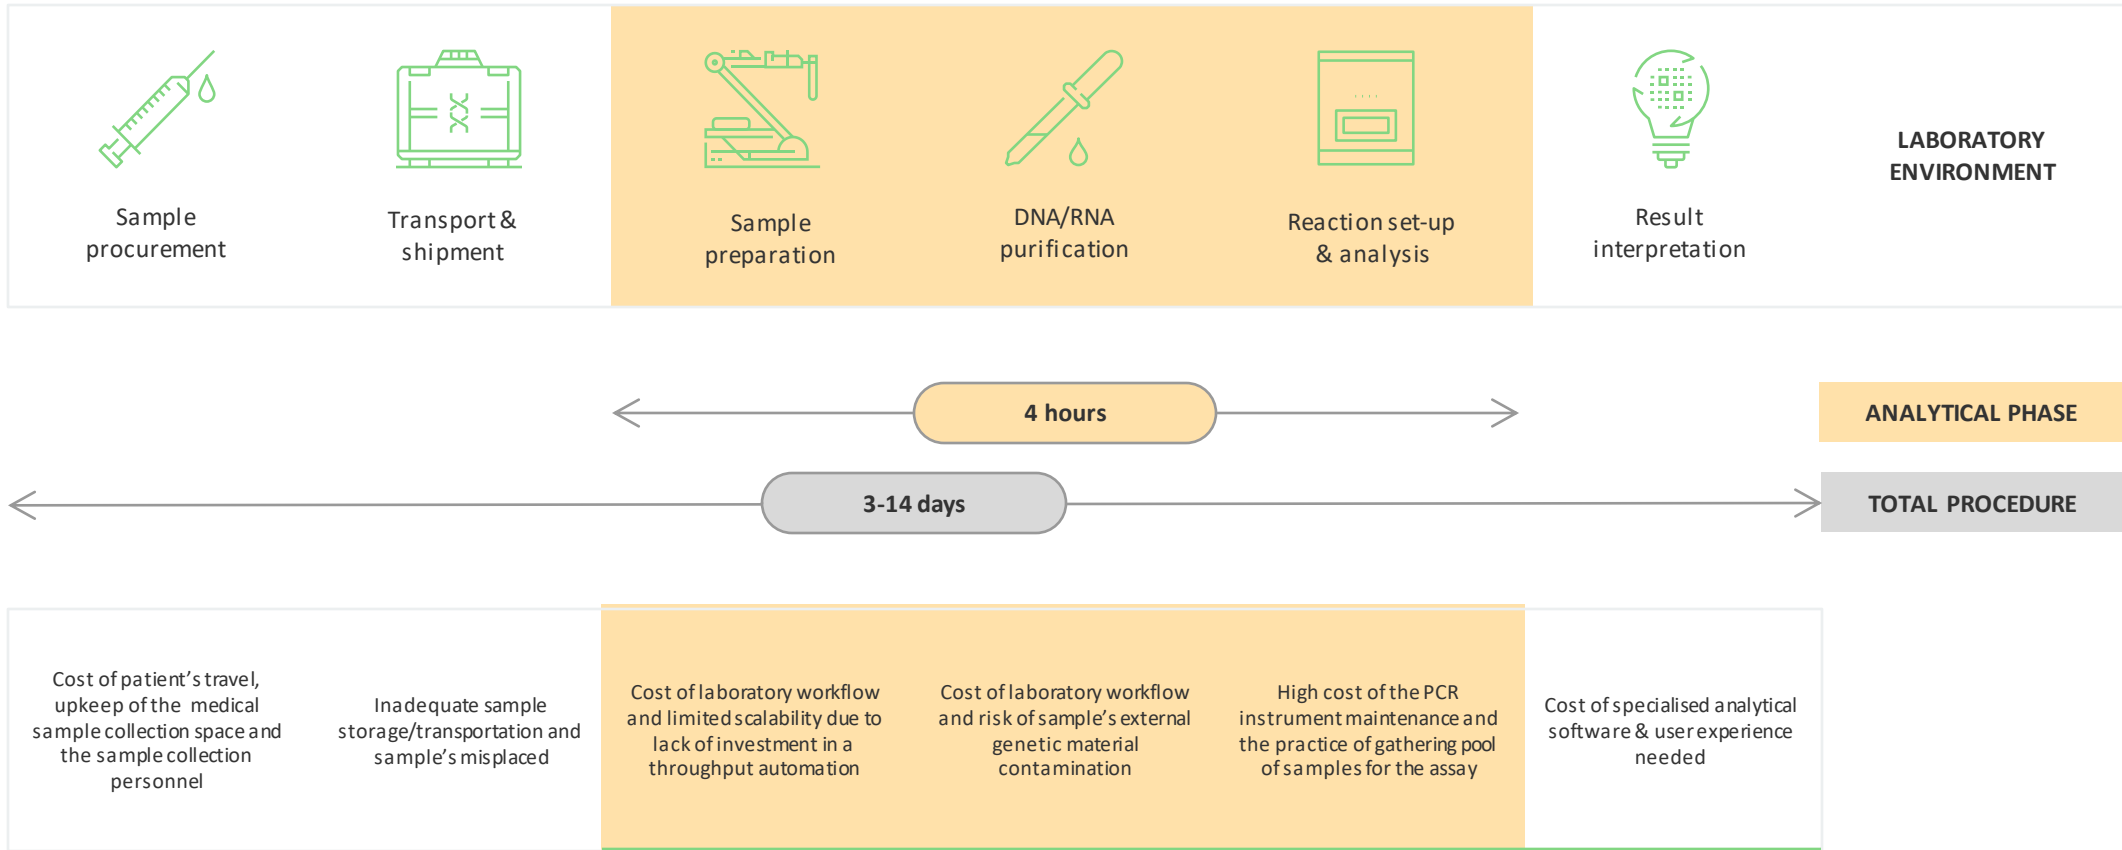 Sample
procurement
Transport &
shipment
Sample
preparation
DNA/RNA
purification
Reaction set-up
& analysis
Result
interpretation
LABORATORY
ENVIRONMENT
4 hours
ANALYTICAL PHASE
3-14 days
TOTAL PROCEDURE
Cost of patient's travel,
upkeep of the medical
sample collection space and
the sample collection
personnel
Inadequate sample
storage/transportation and
sample's misplaced
Cost of laboratory workflow
and limited scalability due to
lack of investment in a
throughput automation
Cost of laboratory workflow
and risk of sample's external
genetic material
contamination
High cost of the PCR
instrument maintenance and
the practice of gathering pool
of samples for the assay
Cost of specialised analytical
software & user experience
needed